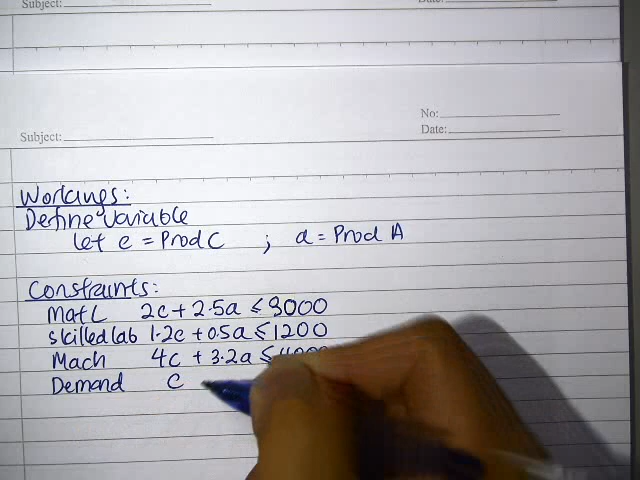 Subject:
Date:
No:
Subject:
Date:
Workings:
Define Variable
let c = Prod C ; a = Prod A
Constraints:
Mat L 2c + 2.5a ≤ 3000
Skilled lab 1.2c + 0.5a ≤ 1200
Mach 4c + 3.2a ≤
Demand c